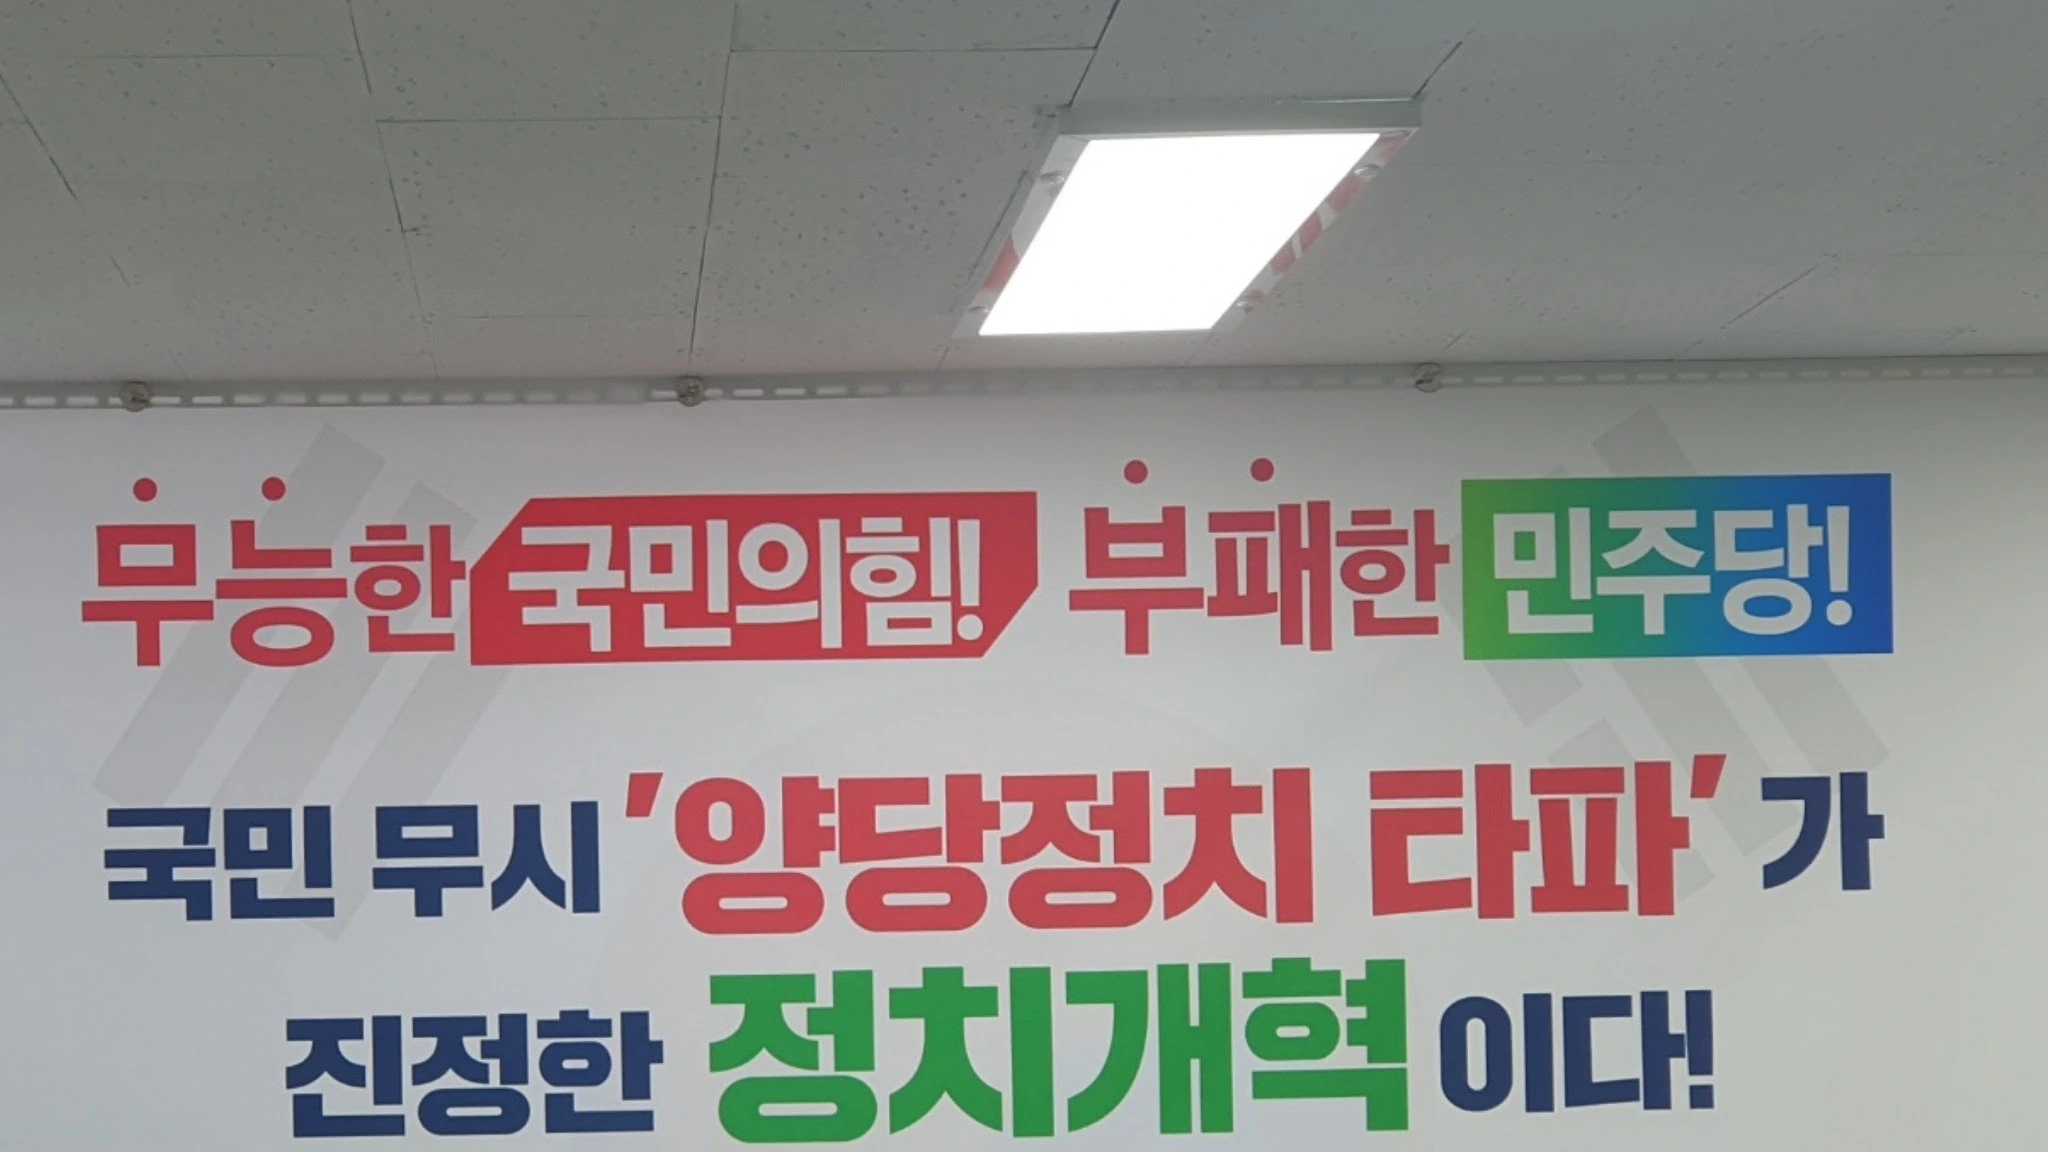 무능한 국민의힘! 부패한 민주당!
국민 무시 '양당정치 타파'가
진정한 정치개혁이다!